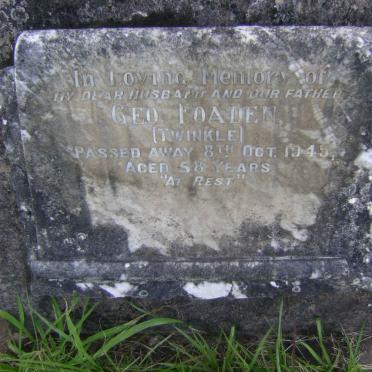 In Loving Memory of
MY DEAR HUSBAND AND OUR FATHER
GEO. FOADEN
(TWINKLE)
PASSED AWAY 8TH OCT. 1945,
AGED 58 YEARS
"AT REST"